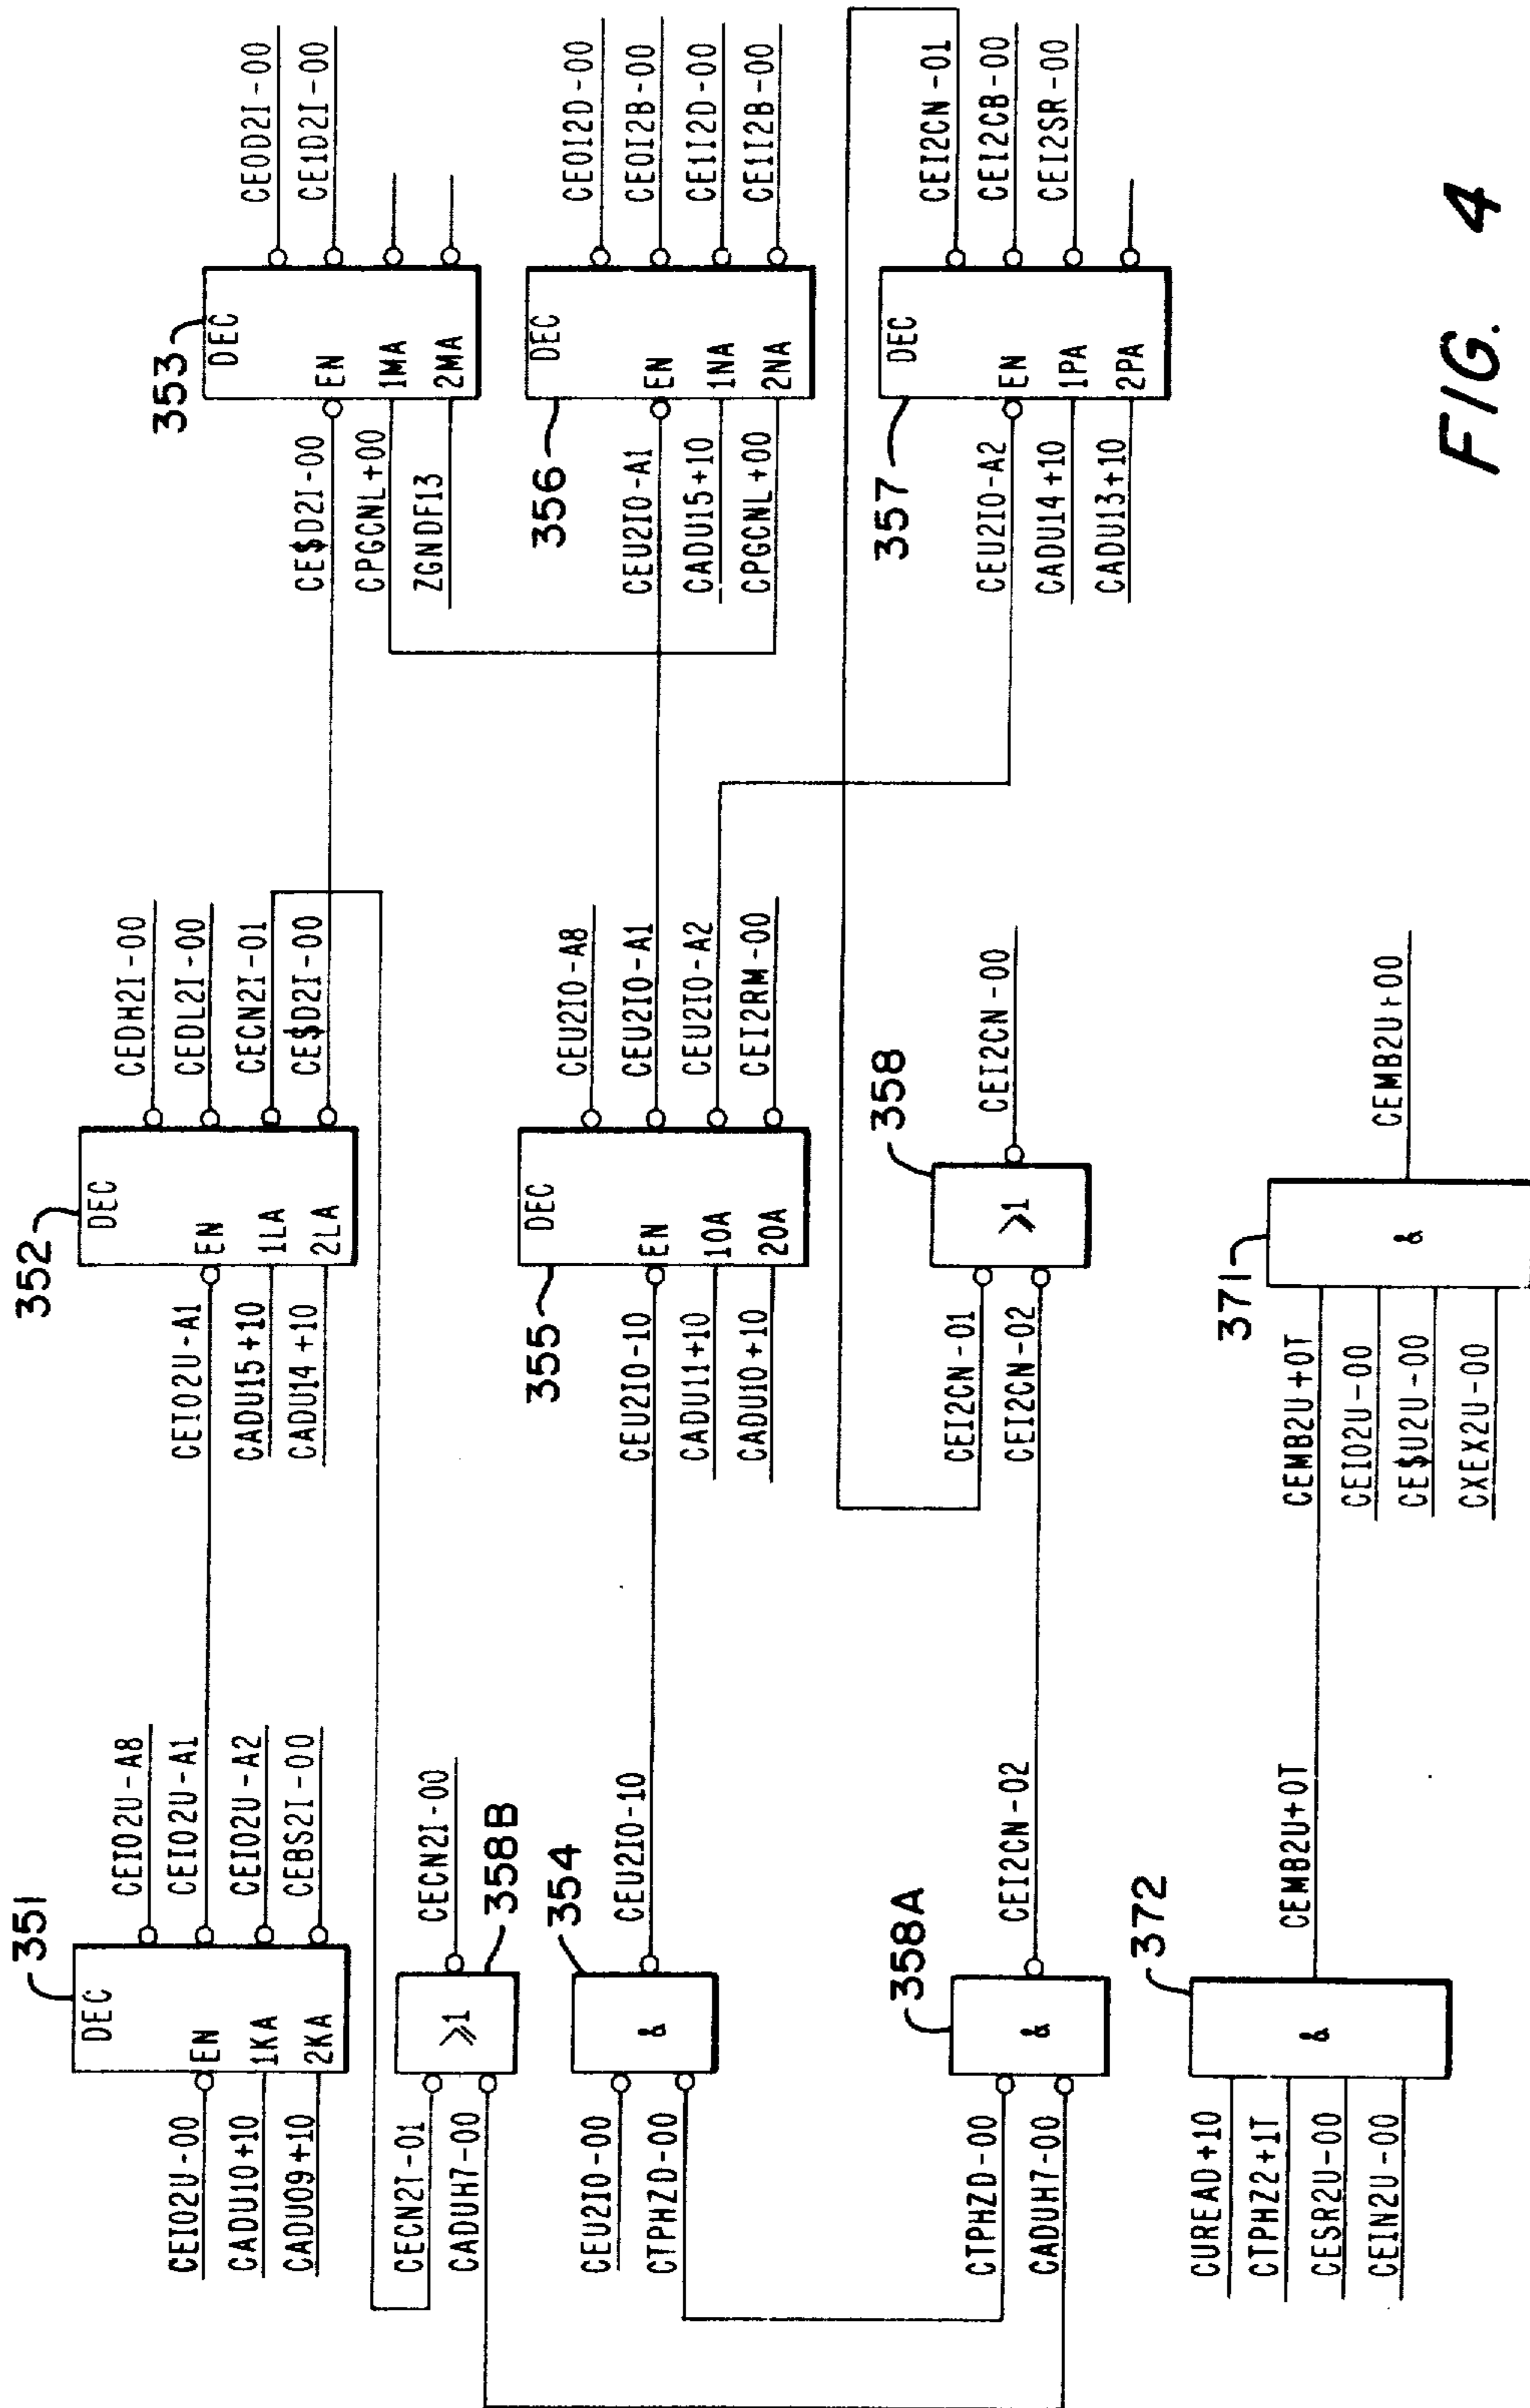 351
DEC
EN
1KA
2KA
CEIO2U-00
CADU10+10
CADU09+10
CEIO2U-A8
CEIO2U-A1
CEIO2U-A2
CEBS2I-00
352
DEC
EN
1LA
2LA
CEIO2U-A1
CADU15+10
CADU14+10
CEDH2I-00
CEDL2I-00
CECN2I-01
CE$D2I-00
353
DEC
EN
1MA
2MA
CE$D2I-00
CPGCNL+00
ZGNDF13
CE0D2I-00
CE1D2I-00
358B
≥1
CECN2I-01
CADUH7-00
CECN2I-00
354
&
CEU2IO-00
CTPHZD-00
CEU2IO-10
355
DEC
EN
1OA
2OA
CEU2IO-10
CADU11+10
CADU10+10
CEU2IO-A8
CEU2IO-A1
CEU2IO-A2
CEI2RM-00
356
DEC
EN
1NA
2NA
CEU2IO-A1
CADU15+10
CPGCNL+00
CE0I2D-00
CE0I2B-00
CE1I2D-00
CE1I2B-00
358A
&
CTPHZD-00
CADUH7-00
CEI2CN-02
358
≥1
CEI2CN-01
CEI2CN-02
CEI2CN-00
357
DEC
EN
1PA
2PA
CEU2IO-A2
CADU14+10
CADU13+10
CEI2CN-01
CEI2CB-00
CEI2SR-00
372
&
CUREAD+10
CTPHZ2+1T
CESR2U-00
CEIN2U-00
CEMB2U+0T
371
&
CEMB2U+0T
CEIO2U-00
CE$U2U-00
CXEX2U-00
CEMB2U+00
FIG. 4